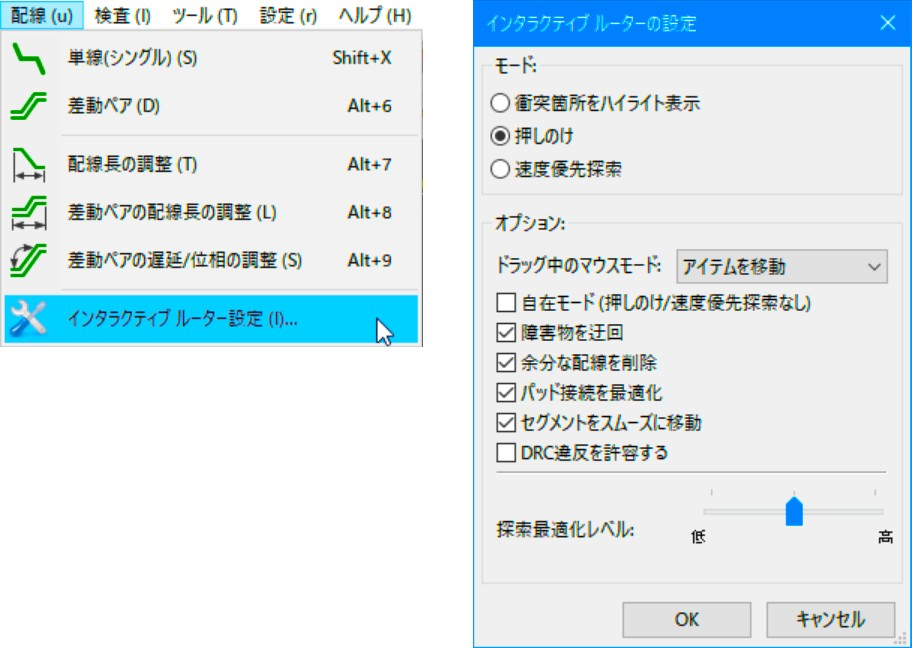 配線 (u) 検査 (I) ツール (T) 設定 (r) ヘルプ (H)
単線(シングル) (S) Shift+X
差動ペア (D) Alt+6
配線長の調整 (T) Alt+7
差動ペアの配線長の調整 (L) Alt+8
差動ペアの遅延/位相の調整 (S) Alt+9
インタラクティブ ルーター設定 (I)...
インタラクティブ ルーターの設定
モード:
衝突箇所をハイライト表示
押しのけ
速度優先探索
オプション:
ドラッグ中のマウスモード: アイテムを移動
自在モード (押しのけ/速度優先探索なし)
障害物を迂回
余分な配線を削除
パッド接続を最適化
セグメントをスムーズに移動
DRC違反を許容する
探索最適化レベル:
低 高
OK キャンセル